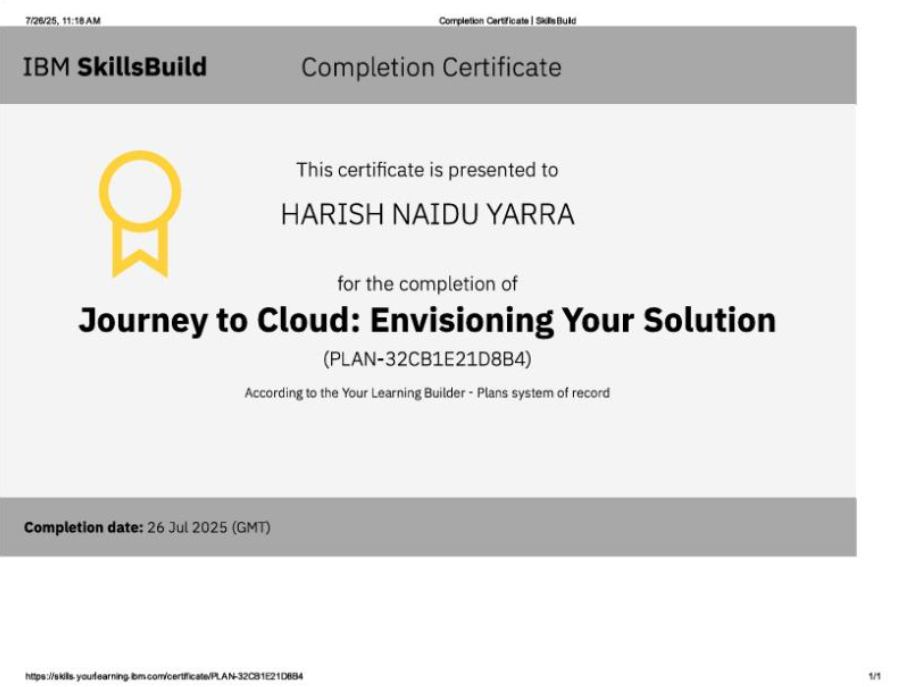 7/26/25, 11:18 AM
Completion Certificate | SkillsBuild
IBM SkillsBuild
Completion Certificate
This certificate is presented to
HARISH NAIDU YARRA
for the completion of
Journey to Cloud: Envisioning Your Solution
(PLAN-32CB1E21D8B4)
According to the Your Learning Builder - Plans system of record
Completion date: 26 Jul 2025 (GMT)
https://skills.yourlearning.ibm.com/certificate/PLAN-32CB1E21D8B4
1/1